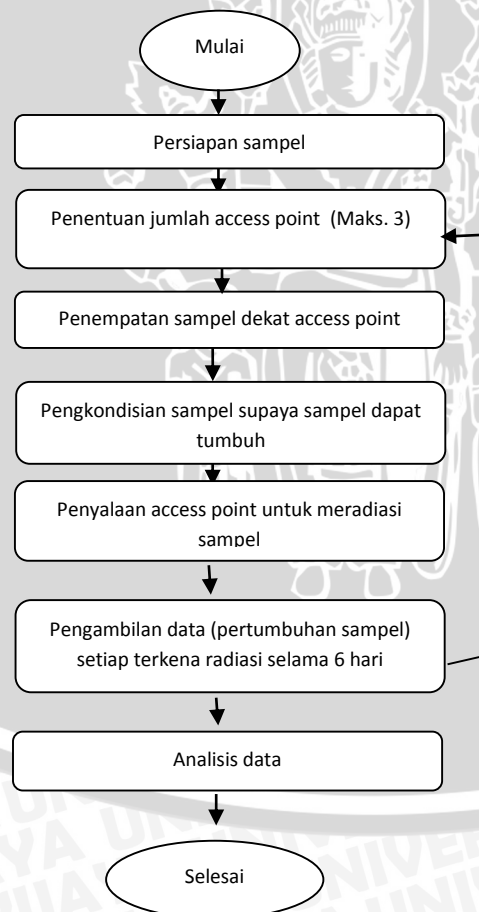 Mulai
Persiapan sampel
Penentuan jumlah access point (Maks. 3)
Penempatan sampel dekat access point
Pengkondisian sampel supaya sampel dapat
tumbuh
Penyalaan access point untuk meradiasi
sampel
Pengambilan data (pertumbuhan sampel)
setiap terkena radiasi selama 6 hari
Analisis data
Selesai